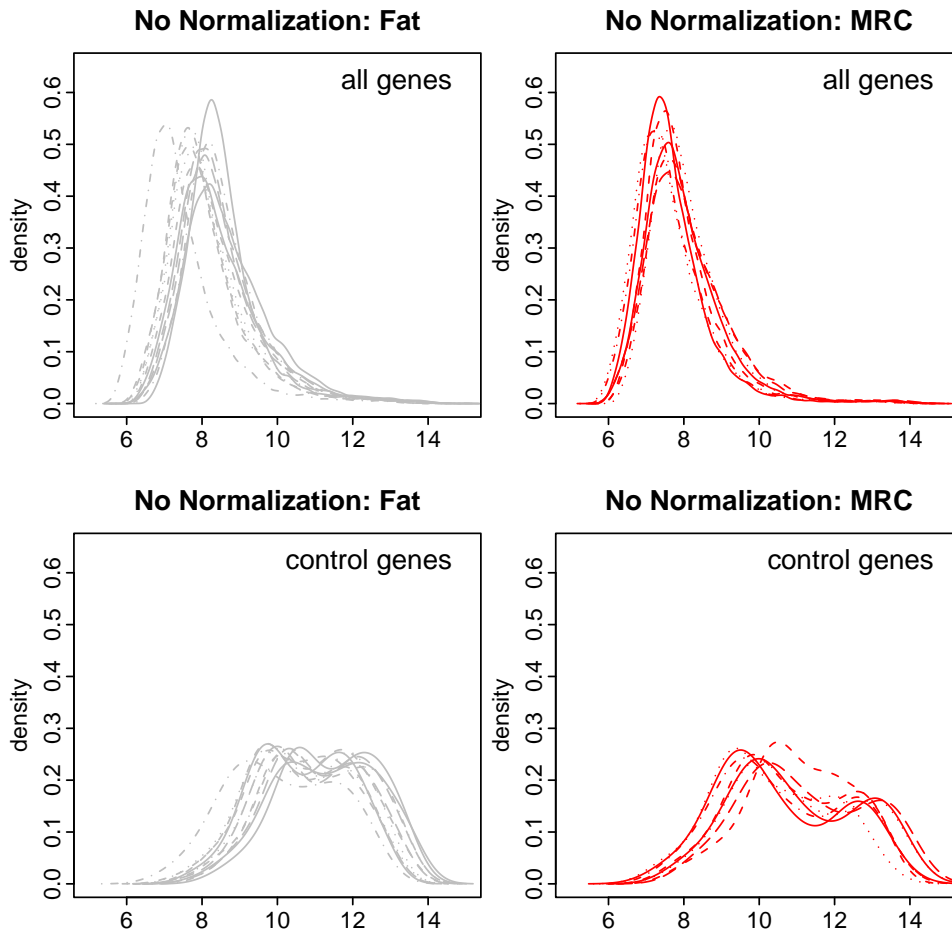 No Normalization: Fat
all genes
density
0.0 0.1 0.2 0.3 0.4 0.5 0.6
6 8 10 12 14
No Normalization: MRC
all genes
density
0.0 0.1 0.2 0.3 0.4 0.5 0.6
6 8 10 12 14
No Normalization: Fat
control genes
density
0.0 0.1 0.2 0.3 0.4 0.5 0.6
6 8 10 12 14
No Normalization: MRC
control genes
density
0.0 0.1 0.2 0.3 0.4 0.5 0.6
6 8 10 12 14